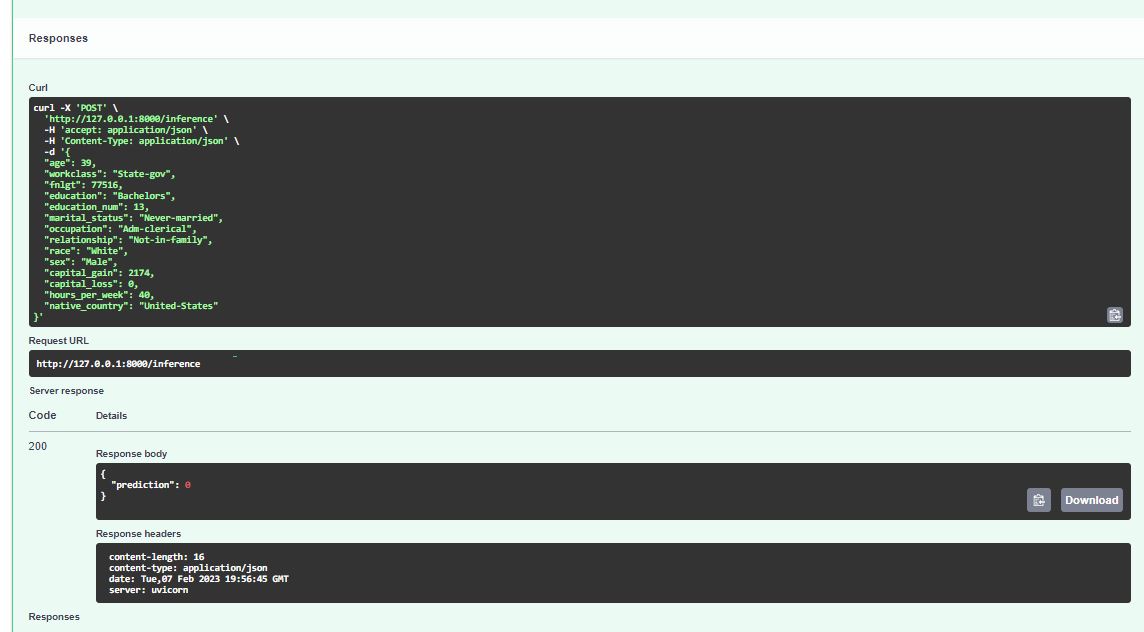 Responses
Curl
curl -X 'POST' \
  'http://127.0.0.1:8000/inference' \
  -H 'accept: application/json' \
  -H 'Content-Type: application/json' \
  -d '{
  "age": 39,
  "workclass": "State-gov",
  "fnlgt": 77516,
  "education": "Bachelors",
  "education_num": 13,
  "marital_status": "Never-married",
  "occupation": "Adm-clerical",
  "relationship": "Not-in-family",
  "race": "White",
  "sex": "Male",
  "capital_gain": 2174,
  "capital_loss": 0,
  "hours_per_week": 40,
  "native_country": "United-States"
}'
Request URL
http://127.0.0.1:8000/inference
Server response
Code Details
200
Response body
{
  "prediction": 0
}
Download
Response headers
content-length: 16
content-type: application/json
date: Tue,07 Feb 2023 19:56:45 GMT
server: uvicorn
Responses